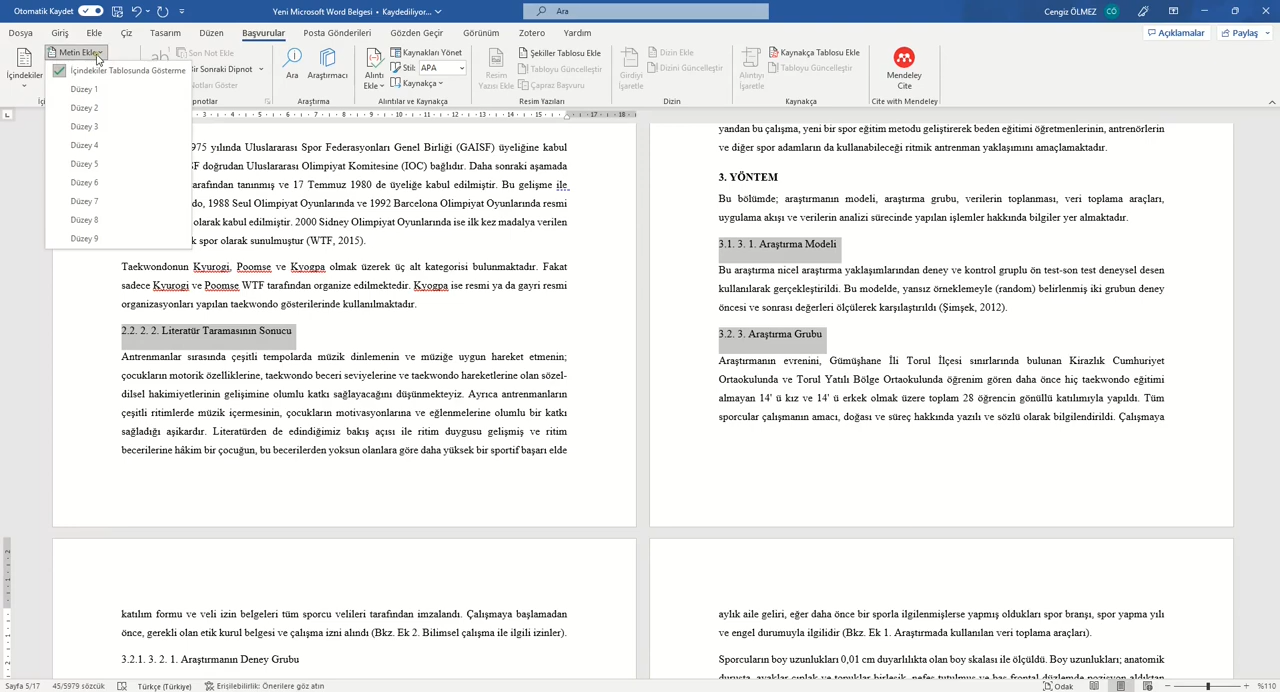 Otomatik Kaydet
Yeni Microsoft Word Belgesi • Kaydediliyor...
Ara
Cengiz ÖLMEZ CÖ
Dosya Giriş Ekle Çiz Tasarım Düzen Başvurular Posta Gönderileri Gözden Geçir Görünüm Zotero Yardım
Açıklamalar Paylaş
İçindekiler
Metin Ekle
İçindekiler Tablosunda Gösterme
Düzey 1
Düzey 2
Düzey 3
Düzey 4
Düzey 5
Düzey 6
Düzey 7
Düzey 8
Düzey 9
ab
Son Not Ekle
Sonraki Dipnot
Notları Göster
Ara Araştırmacı
Araştırma
Alıntı Ekle
Kaynakları Yönet
Stil: APA
Kaynakça
Alıntılar ve Kaynakça
Resim Yazısı Ekle
Şekiller Tablosu Ekle
Tabloyu Güncelleştir
Çapraz Başvuru
Resim Yazıları
Girdiyi İşaretle
Dizin Ekle
Dizini Güncelleştir
Dizin
Alıntıyı İşaretle
Kaynakça Tablosu Ekle
Tabloyu Güncelleştir
Kaynakça
Mendeley Cite
Cite with Mendeley
975 yılında Uluslararası Spor Federasyonları Genel Birliği (GAISF) üyeliğine kabul
SF doğrudan Uluslarası Olimpiyat Komitesine (IOC) bağlıdır. Daha sonraki aşamada
arafından tanınmış ve 17 Temmuz 1980 de üyeliğe kabul edilmiştir. Bu gelişme ile
do, 1988 Seul Olimpiyat Oyunlarında ve 1992 Barcelona Olimpiyat Oyunlarında resmi
olarak kabul edilmiştir. 2000 Sidney Olimpiyat Oyunlarında ise ilk kez madalya verilen
k spor olarak sunulmuştur (WTF, 2015).
Taekwondonun Kyurogi, Poomse ve Kyogpa olmak üzerek üç alt kategorisi bulunmaktadır. Fakat
sadece Kyurogi ve Poomse WTF tarafından organize edilmektedir. Kyogpa ise resmi ya da gayri resmi
organizasyonları yapılan taekwondo gösterilerinde kullanılmaktadır.
2.2. 2. 2. Literatür Taramasının Sonucu
Antrenmanlar sırasında çeşitli tempolarda müzik dinlemenin ve müziğe uygun hareket etmenin;
çocukların motorik özelliklerine, taekwondo beceri seviyelerine ve taekwondo hareketlerine olan sözel-
dilsel hakimiyetlerinin gelişimine olumlu katkı sağlayacağını düşünmekteyiz. Ayrıca antrenmanların
çeşitli ritimlerde müzik içermesinin, çocukların motivasyonlarına ve eğlenmelerine olumlu bir katkı
sağladığı aşikardır. Literatürden de edindiğimiz bakış açısı ile ritim duygusu gelişmiş ve ritim
becerilerine hâkim bir çocuğun, bu becerilerden yoksun olanlara göre daha yüksek bir sportif başarı elde
yandan bu çalışma, yeni bir spor eğitim metodu geliştirerek beden eğitimi öğretmenlerinin, antrenörlerin
ve diğer spor adamların da kullanabileceği ritmik antrenman yaklaşımını amaçlamaktadır.
3. YÖNTEM
Bu bölümde; araştırmanın modeli, araştırma grubu, verilerin toplanması, veri toplama araçları,
uygulama akışı ve verilerin analizi sürecinde yapılan işlemler hakkında bilgiler yer almaktadır.
3.1. 3. 1. Araştırma Modeli
Bu araştırma nicel araştırma yaklaşımlarından deney ve kontrol gruplu ön test-son test deneysel desen
kullanılarak gerçekleştirildi. Bu modelde, yansız örneklemeyle (random) belirlenmiş iki grubun deney
öncesi ve sonrası değerleri ölçülerek karşılaştırıldı (Şimşek, 2012).
3.2. 3. Araştırma Grubu
Araştırmanın evrenini, Gümüşhane İli Torul İlçesi sınırlarında bulunan Kirazlık Cumhuriyet
Ortaokulunda ve Torul Yatılı Bölge Ortaokulunda öğrenim gören daha önce hiç taekwondo eğitimi
almayan 14' ü kız ve 14' ü erkek olmak üzere toplam 28 öğrencin gönüllü katılımıyla yapıldı. Tüm
sporcular çalışmanın amacı, doğası ve süreç hakkında yazılı ve sözlü olarak bilgilendirildi. Çalışmaya
katılım formu ve veli izin belgeleri tüm sporcu velileri tarafından imzalandı. Çalışmaya başlamadan
önce, gerekli olan etik kurul belgesi ve çalışma izni alındı (Bkz. Ek 2. Bilimsel çalışma ile ilgili izinler).
3.2.1. 3. 2. 1. Araştırmanın Deney Grubu
aylık aile geliri, eğer daha önce bir sporla ilgilenmişlerse yapmış oldukları spor branşı, spor yapma yılı
ve engel durumuyla ilgilidir (Bkz. Ek 1. Araştırmada kullanılan veri toplama araçları).
Sporcuların boy uzunlukları 0,01 cm duyarlılıkta olan boy skalası ile ölçüldü. Boy uzunlukları; anatomik
duruşta, ayaklar çıplak ve topuklar birleşik, nefes tutulmuş ve baş frontal düzlemde pozisyon aldıktan
Sayfa 5/17 45/5979 sözcük Türkçe (Türkiye) Erişilebilirlik: Önerilere göz atın
Odak %110